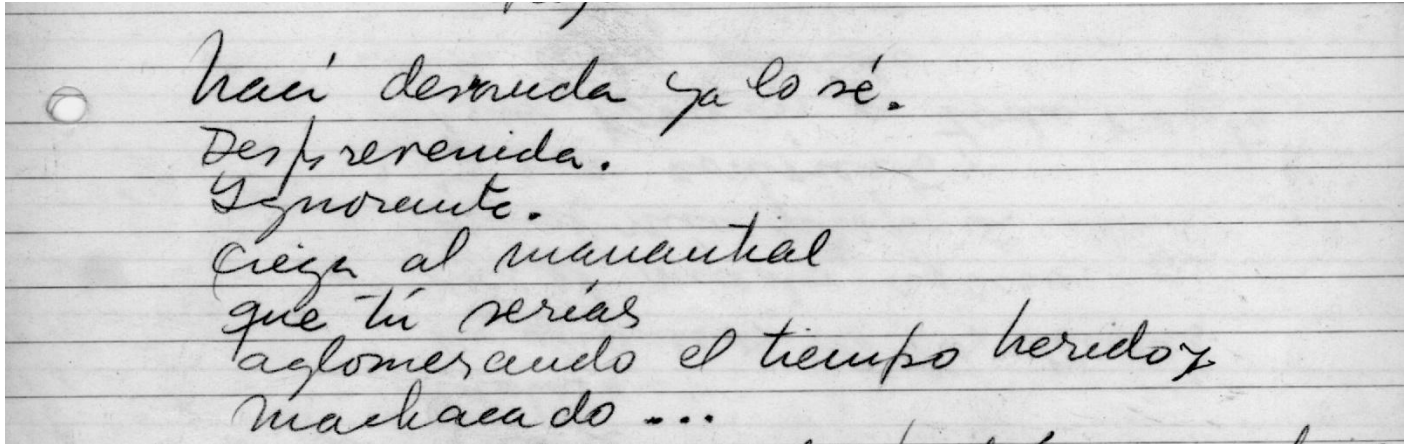 nací desnuda ya lo sé.
Desprevenida.
Ignorante.
ciega al manantial
que tú serías
aglomerando el tiempo herido y
machacado...